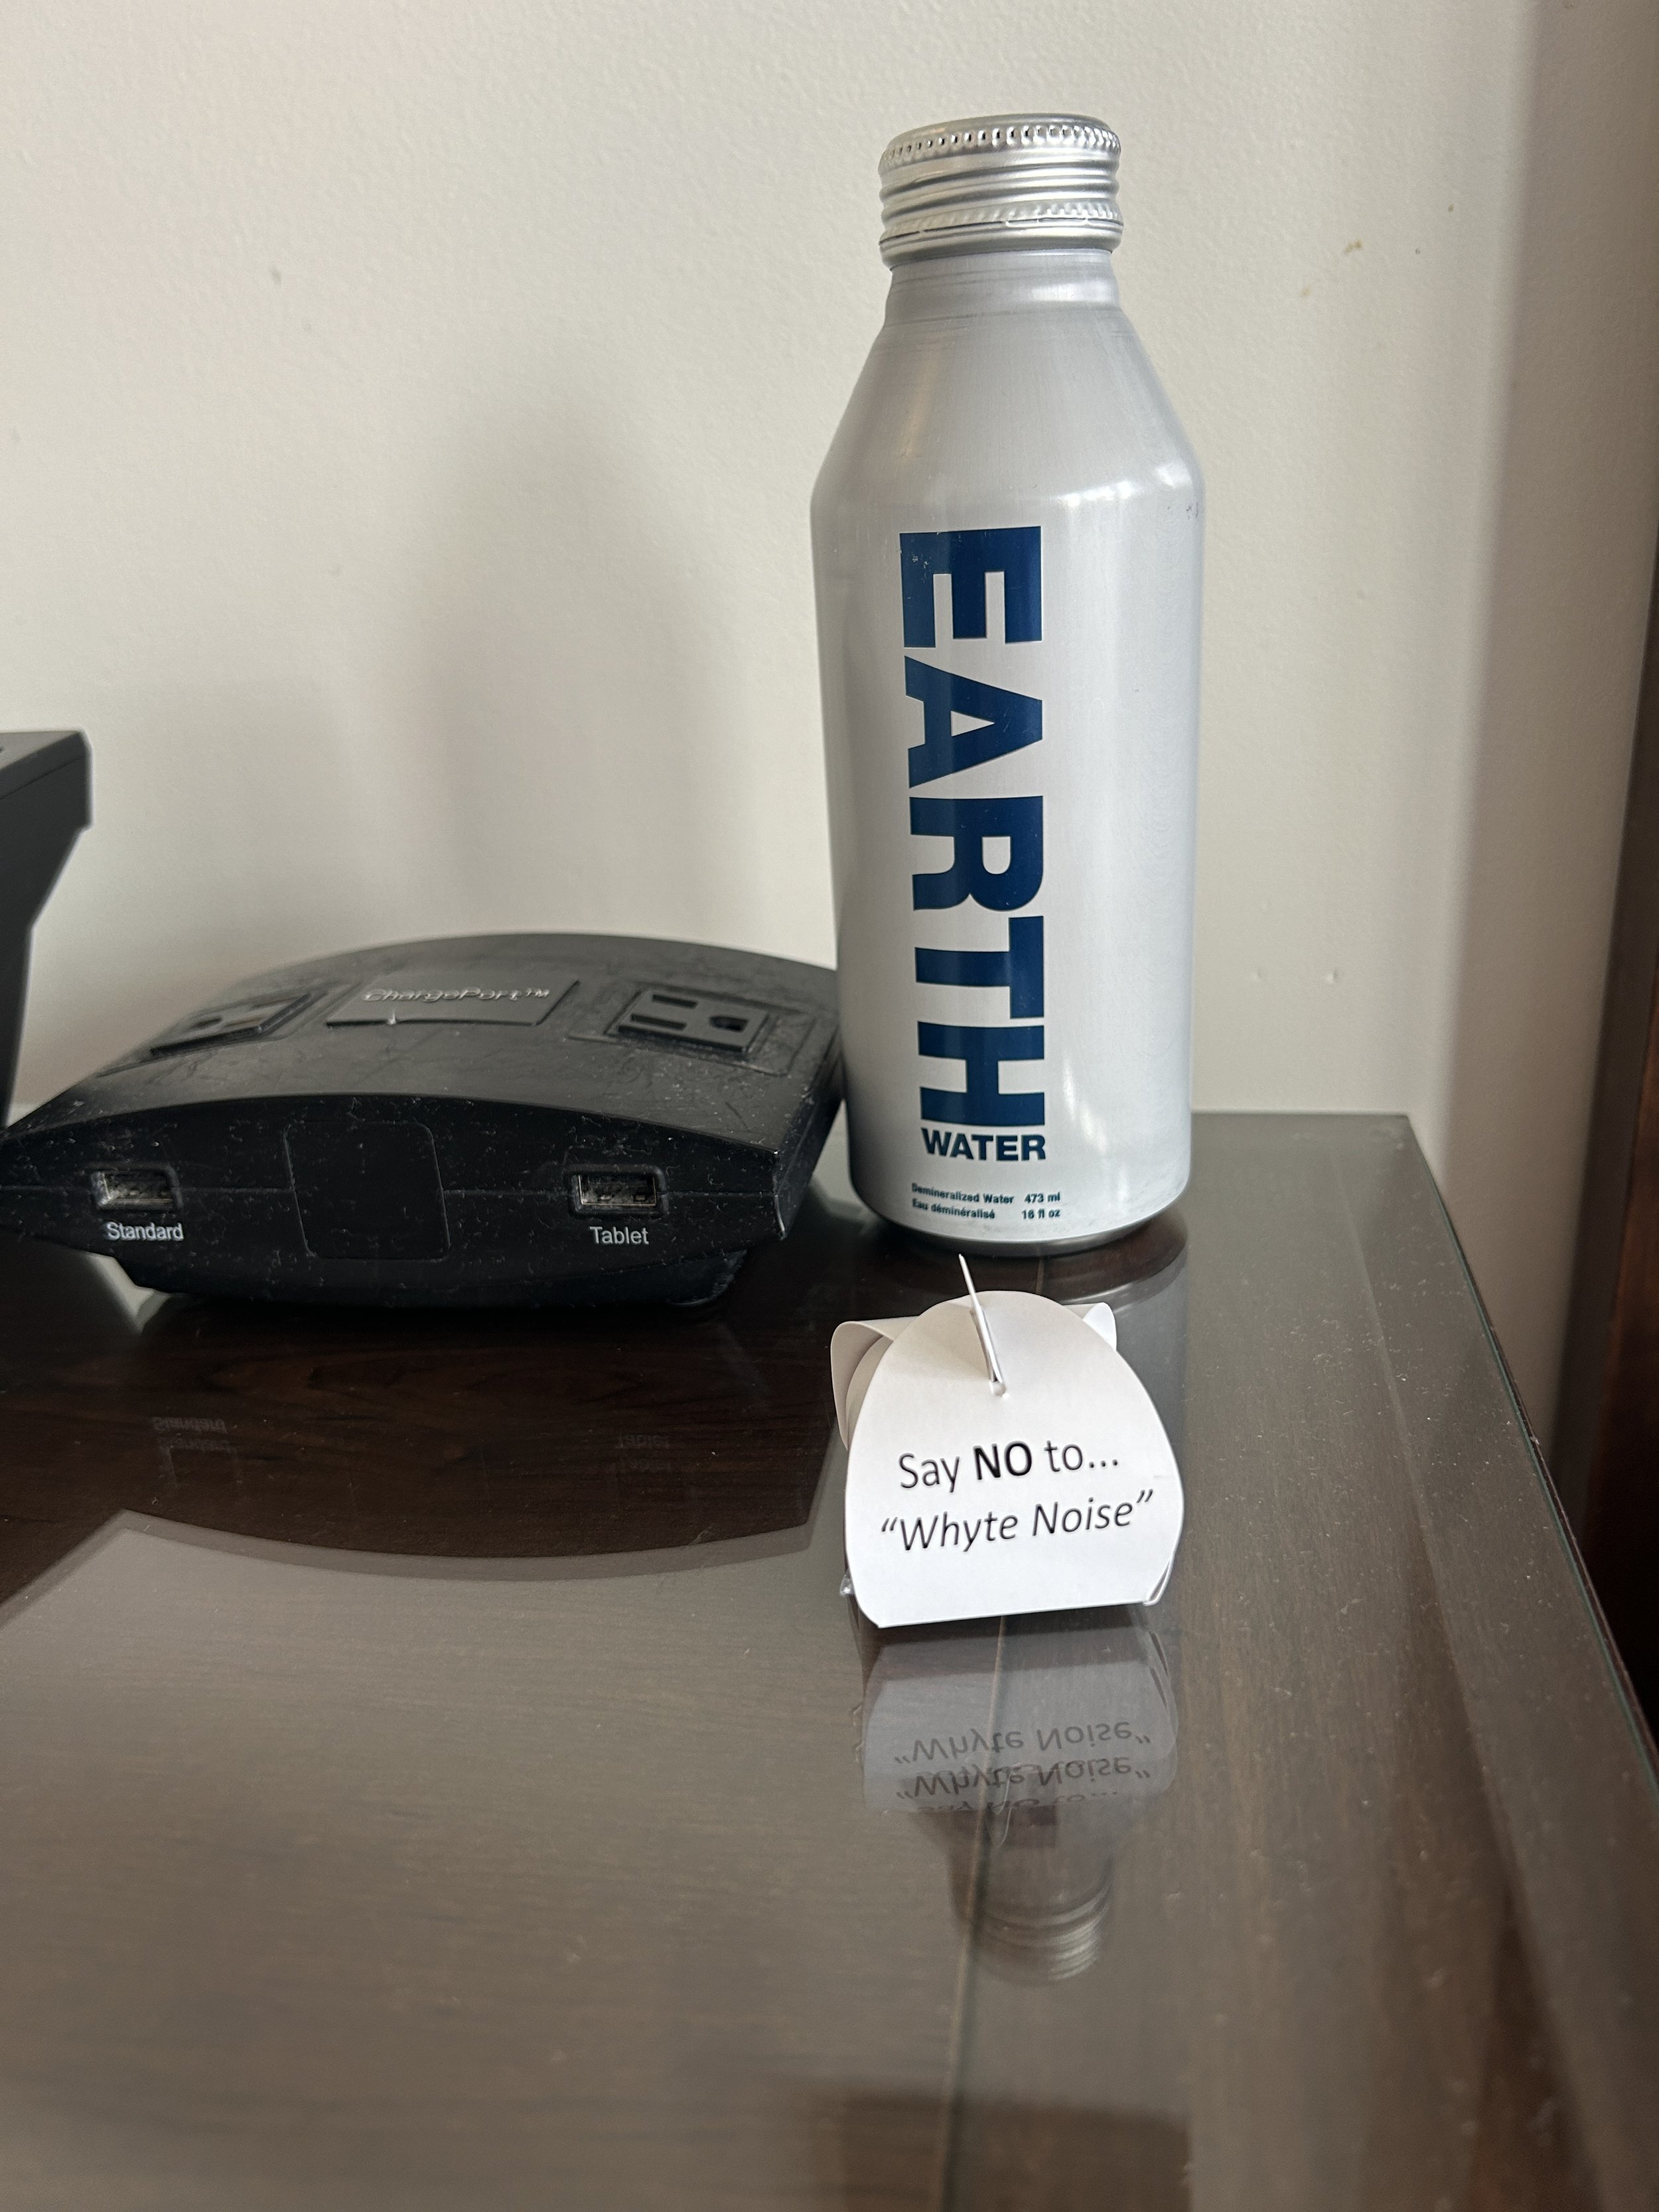 EARTH
WATER
Demineralized Water 473 ml
Eau déminéralisé 16 fl oz
ChargePort™
Standard
Tablet
Say NO to...
“Whyte Noise”